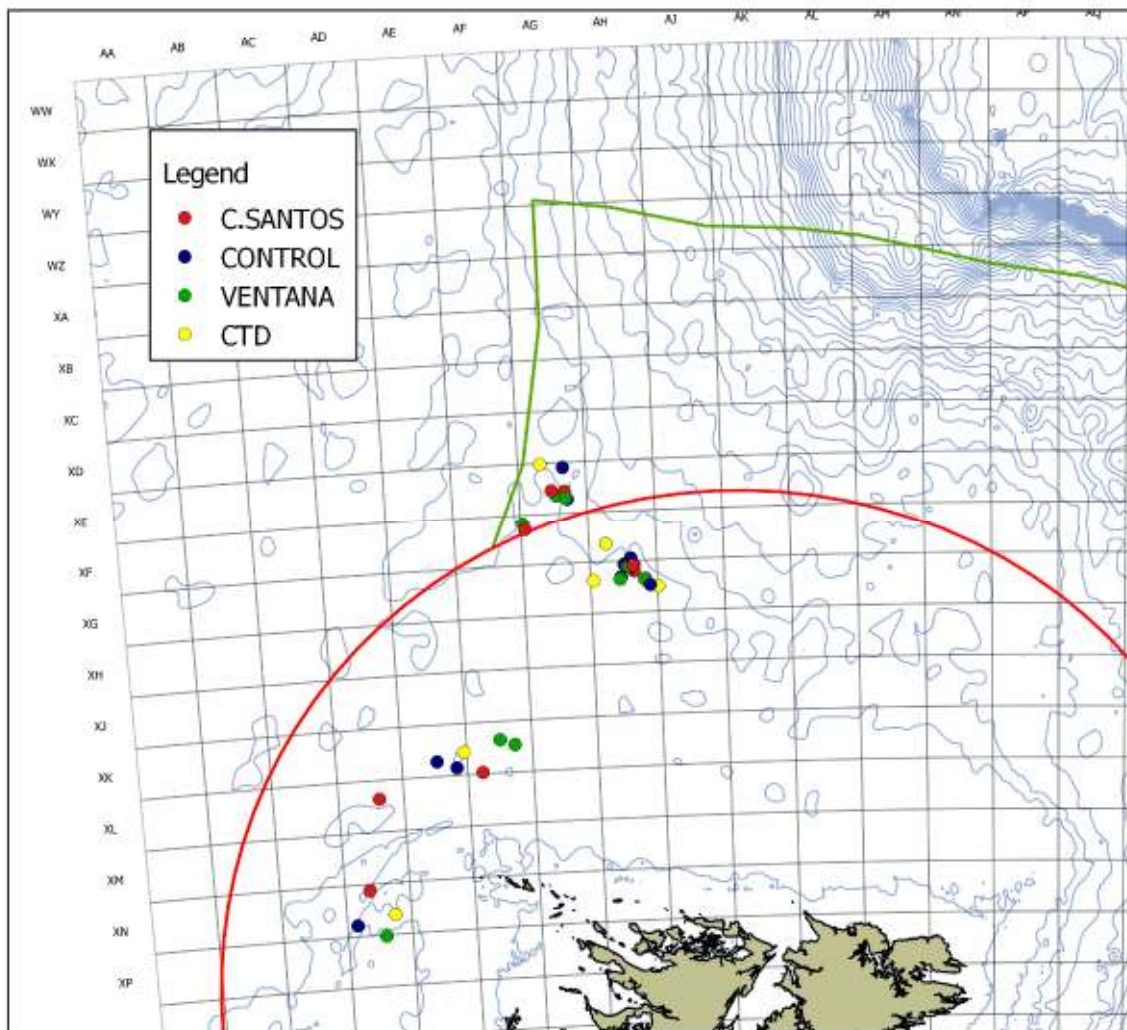 AA AB AC AD AE AF AG AH AJ AK AL AM AN AP AQ
WW
WX
Legend
WY
C.SANTOS
CONTROL
WZ
VENTANA
XA
CTD
XB
XC
XD
XE
XF
XG
XH
XJ
XK
XL
XM
XN
XP